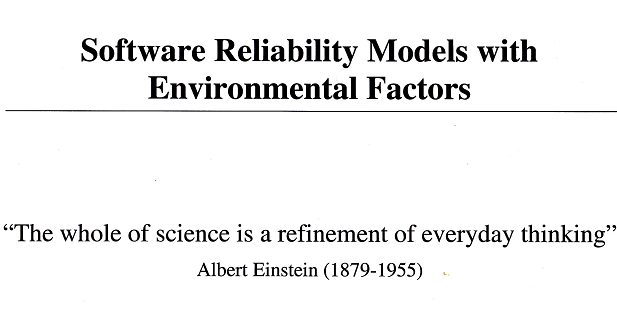 Software Reliability Models with
Environmental Factors
“The whole of science is a refinement of everyday thinking”
Albert Einstein (1879-1955)